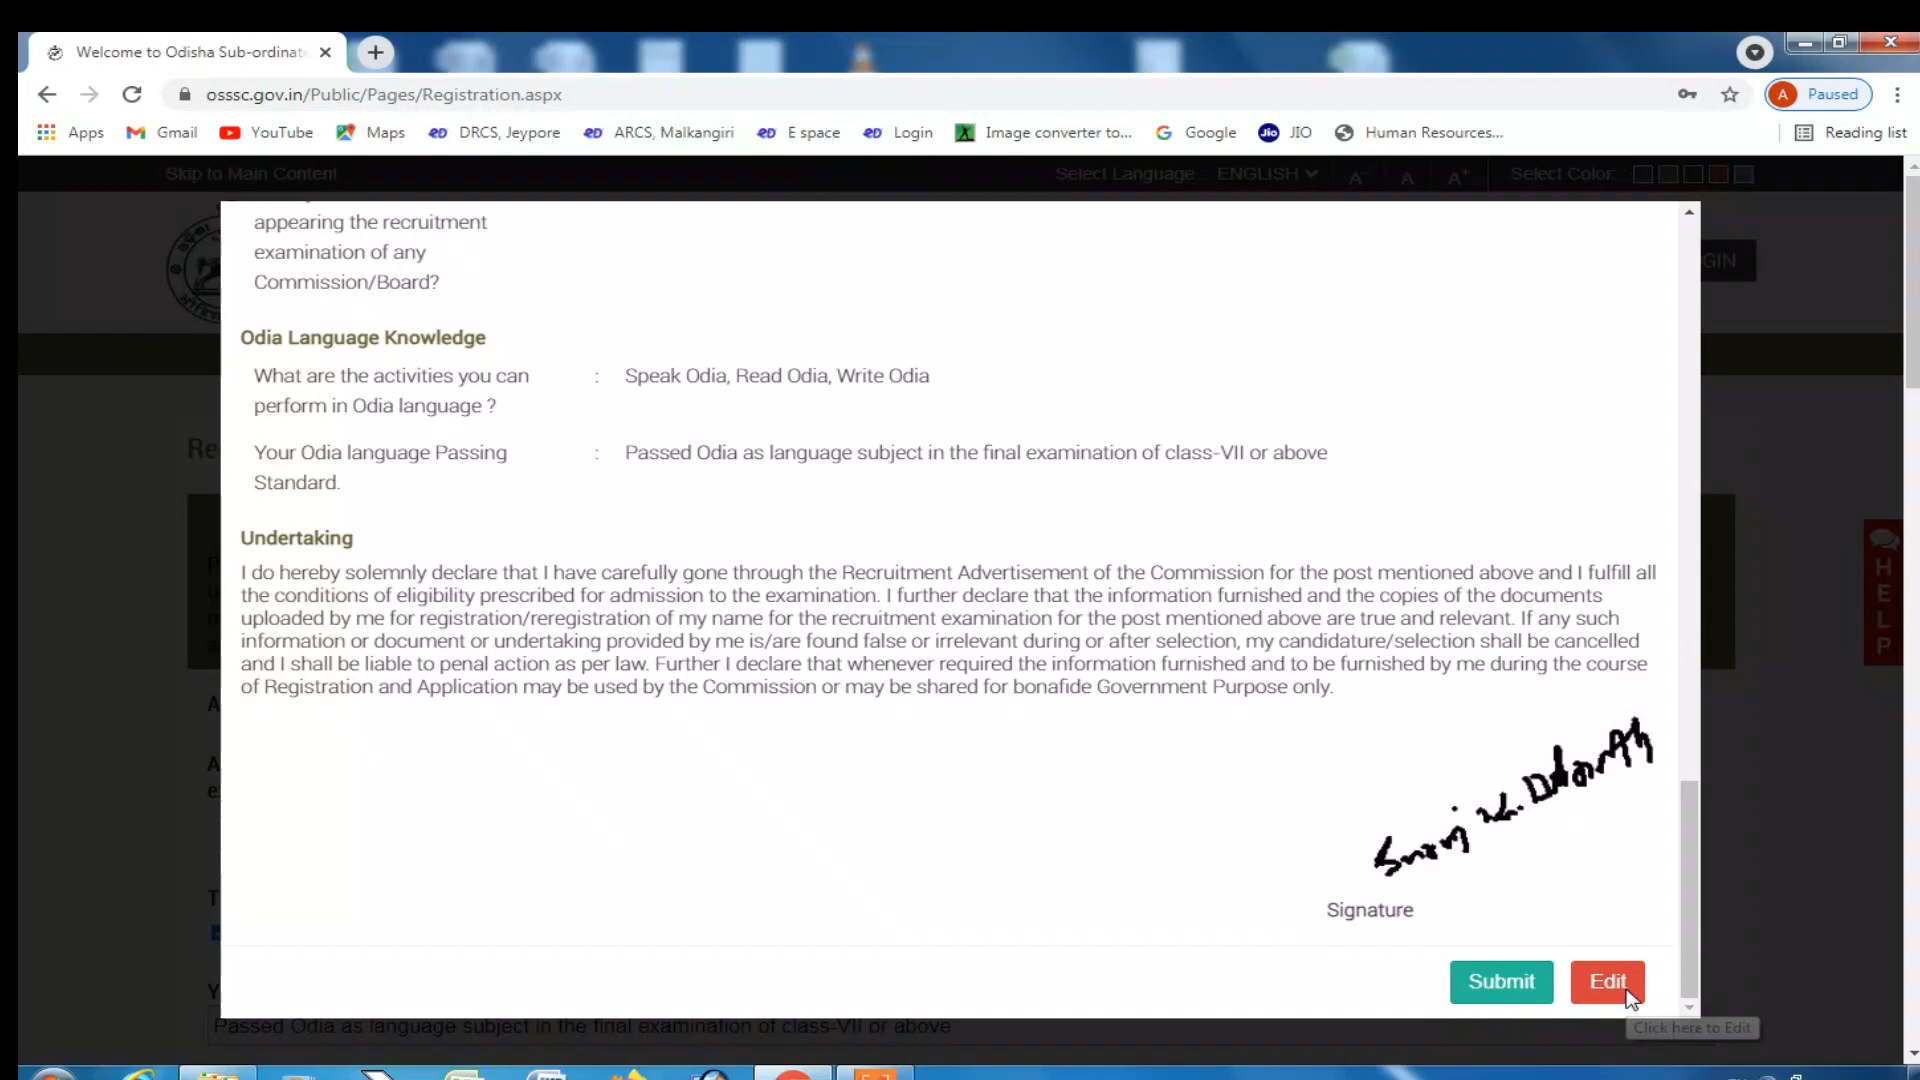 Welcome to Odisha Sub-ordinat
osssc.gov.in/Public/Pages/Registration.aspx
A Paused
Apps Gmail YouTube Maps DRCS, Jeypore ARCS, Malkangiri E space Login Image converter to... Google Jio JIO Human Resources... Reading list
Skip to Main Content Select Language ENGLISH A⁻ A A⁺ Select Color:
GIN
appearing the recruitment
examination of any
Commission/Board?
Odia Language Knowledge
What are the activities you can : Speak Odia, Read Odia, Write Odia
perform in Odia language ?
Re
Your Odia language Passing : Passed Odia as language subject in the final examination of class-VII or above
Standard.
Undertaking
I do hereby solemnly declare that I have carefully gone through the Recruitment Advertisement of the Commission for the post mentioned above and I fulfill all
the conditions of eligibility prescribed for admission to the examination. I further declare that the information furnished and the copies of the documents
uploaded by me for registration/reregistration of my name for the recruitment examination for the post mentioned above are true and relevant. If any such
information or document or undertaking provided by me is/are found false or irrelevant during or after selection, my candidature/selection shall be cancelled
and I shall be liable to penal action as per law. Further I declare that whenever required the information furnished and to be furnished by me during the course
of Registration and Application may be used by the Commission or may be shared for bonafide Government Purpose only.
HELP
Signature
Submit Edit
Passed Odia as language subject in the final examination of class-VII or above
Click here to Edit